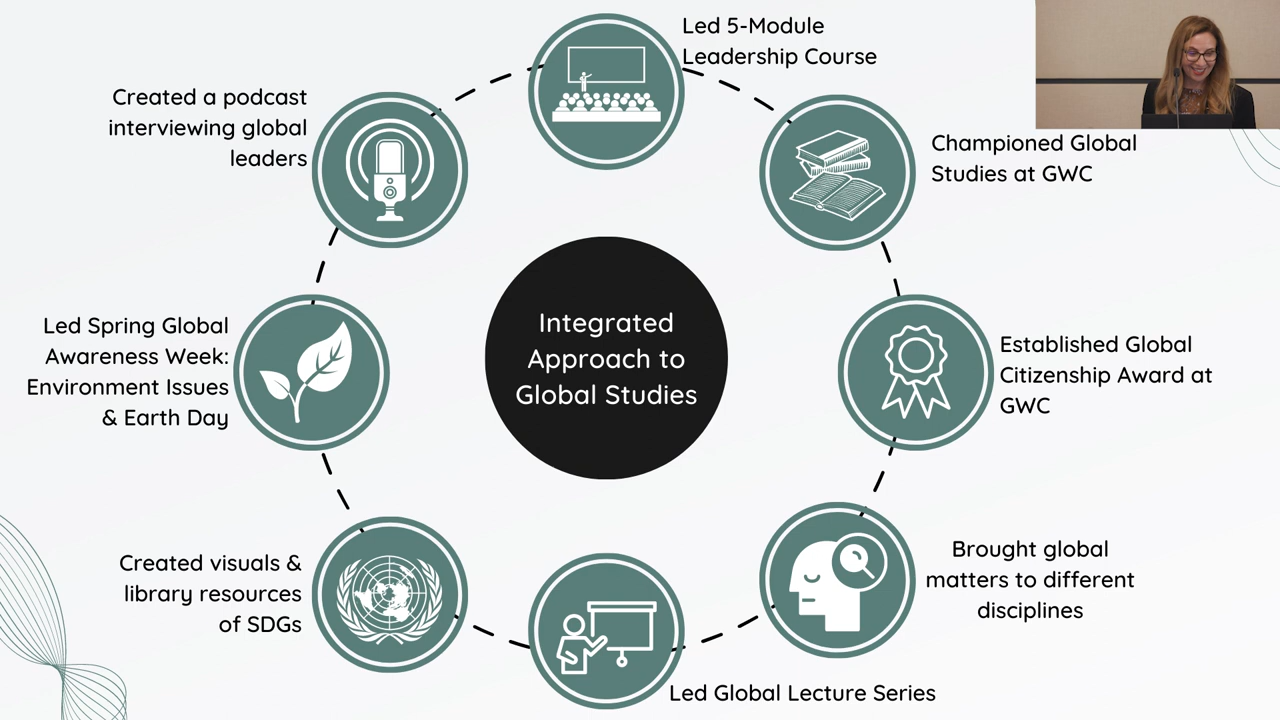 Led 5-Module
Leadership Course
Created a podcast
interviewing global
leaders
Championed Global
Studies at GWC
Integrated
Approach to
Global Studies
Led Spring Global
Awareness Week:
Environment Issues
& Earth Day
Established Global
Citizenship Award at
GWC
Created visuals &
library resources
of SDGs
Brought global
matters to different
disciplines
Led Global Lecture Series